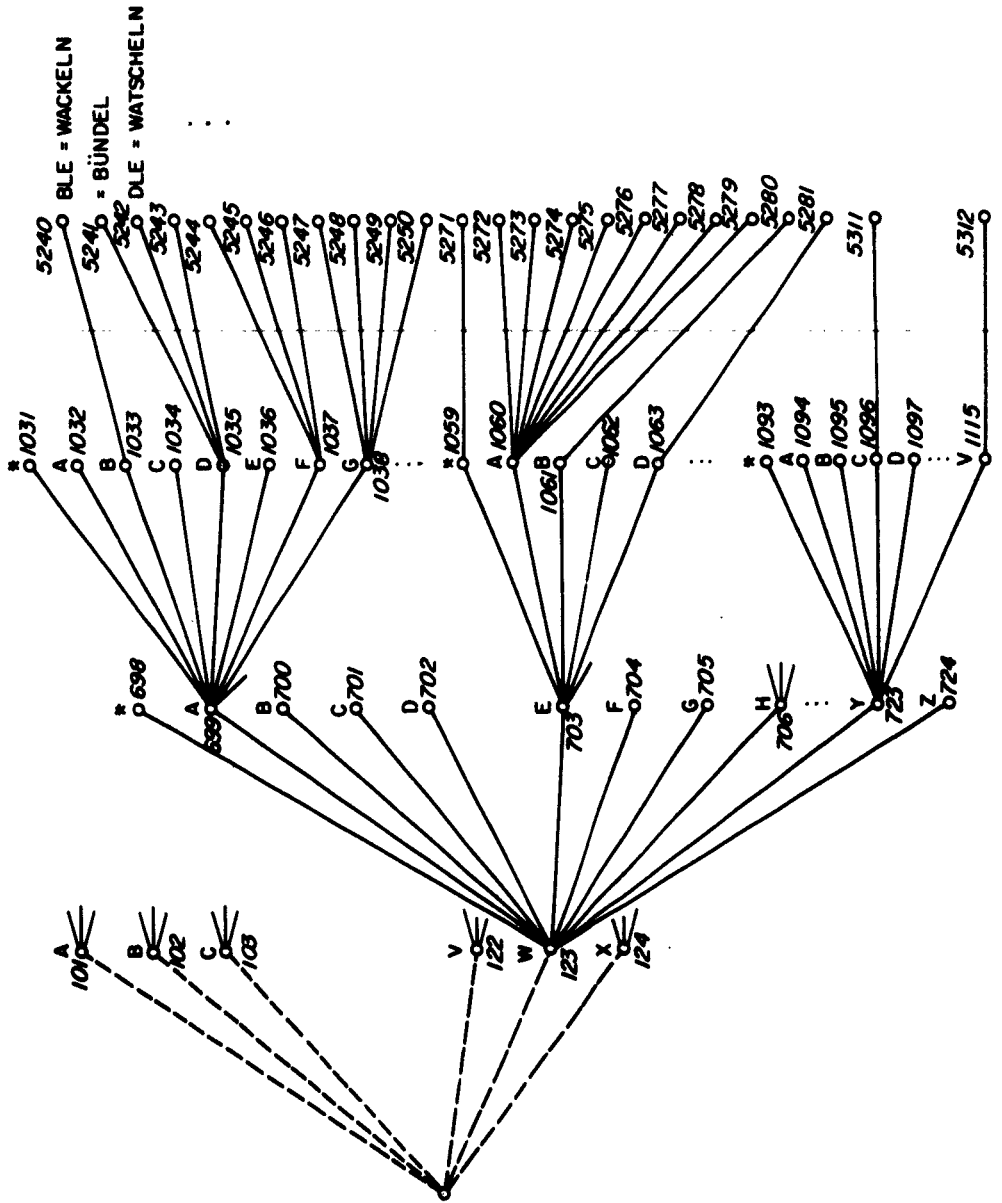 A
101
B
102
C
103
V
122
W
123
X
124
* 698
A
699
B
700
C
701
D
702
E
703
F
704
G
705
H
706
⋮
Y
723
Z
724
* 1031
A 1032
B 1033
C 1034
D 1035
E 1036
F 1037
G 1038
⋮
* 1059
A 1060
B 1061
C 1062
D 1063
⋮
* 1093
A 1094
B 1095
C 1096
D 1097
⋮
V 1115
5240 BLE = WACKELN
5241 = BÜNDEL
5242 DLE = WATSCHELN
5243
5244
5245
5246
5247
5248
5249
5250
5271
5272
5273
5274
5275
5276
5277
5278
5279
5280
5281
5311
5312
⋮